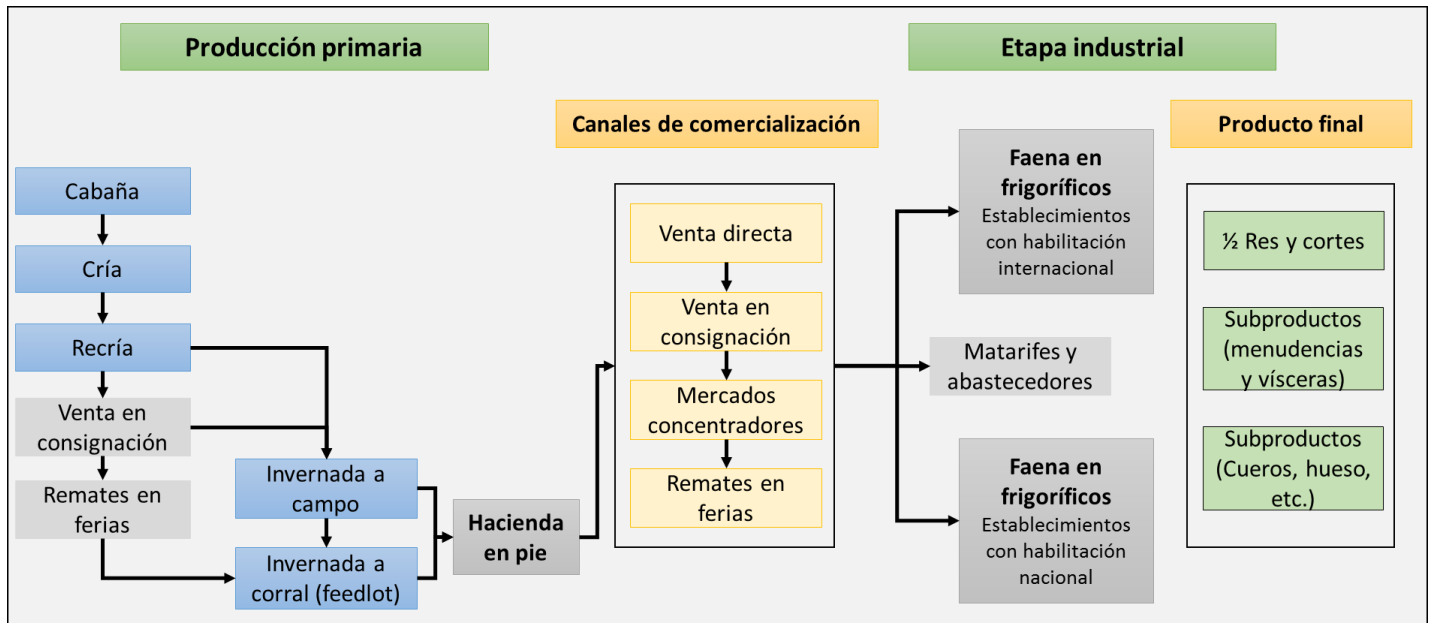 Producción primaria
Etapa industrial
Canales de comercialización
Producto final
Cabaña
Cría
Recría
Venta en
consignación
Remates en
ferias
Invernada a
campo
Invernada a
corral (feedlot)
Hacienda
en pie
Venta directa
Venta en
consignación
Mercados
concentradores
Remates en
ferias
Faena en
frigoríficos
Establecimientos
con habilitación
internacional
Matarifes y
abastecedores
Faena en
frigoríficos
Establecimientos
con habilitación
nacional
½ Res y cortes
Subproductos
(menudencias
y vísceras)
Subproductos
(Cueros, hueso,
etc.)